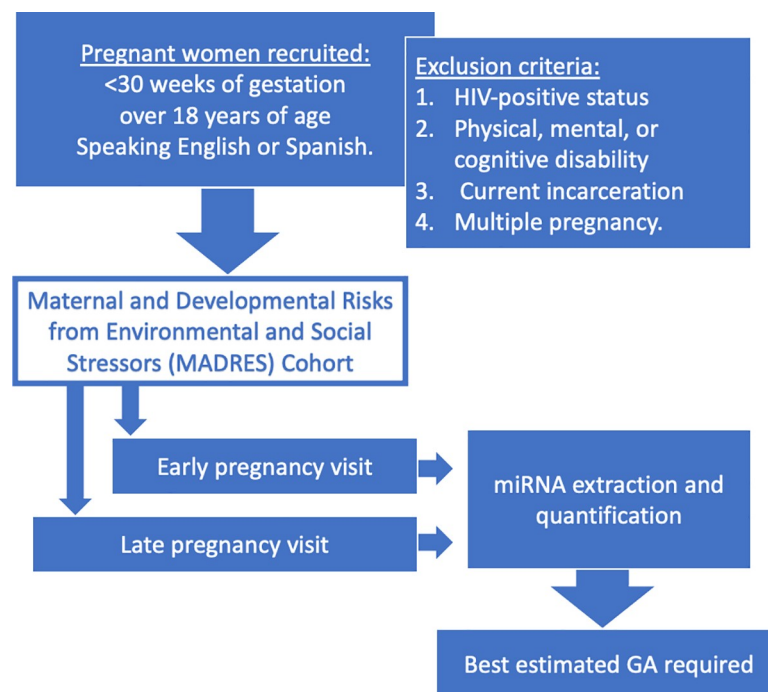 Pregnant women recruited:
<30 weeks of gestation
over 18 years of age
Speaking English or Spanish.
Exclusion criteria:
1. HIV-positive status
2. Physical, mental, or
cognitive disability
3. Current incarceration
4. Multiple pregnancy.
Maternal and Developmental Risks
from Environmental and Social
Stressors (MADRES) Cohort
Early pregnancy visit
Late pregnancy visit
miRNA extraction and
quantification
Best estimated GA required